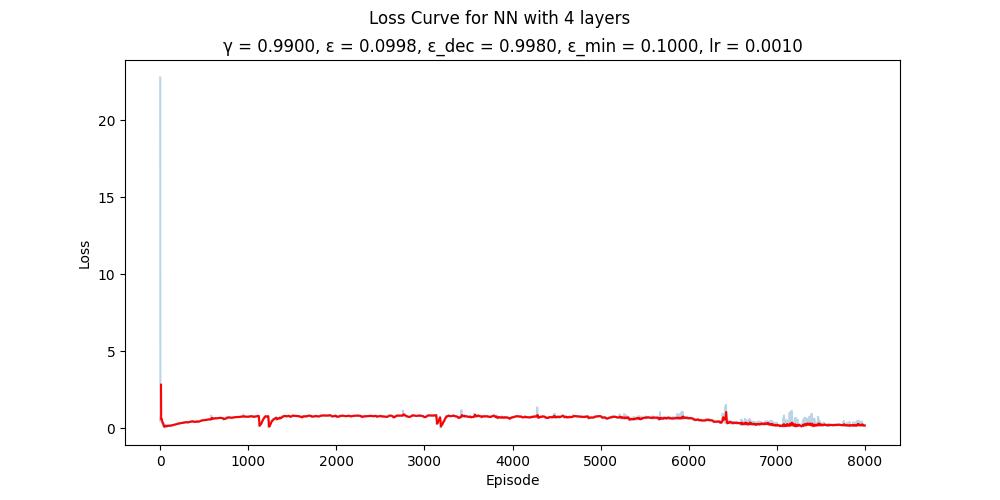 Loss Curve for NN with 4 layers
γ = 0.9900, ε = 0.0998, ε_dec = 0.9980, ε_min = 0.1000, lr = 0.0010
Loss
20
15
10
5
0
0 1000 2000 3000 4000 5000 6000 7000 8000
Episode